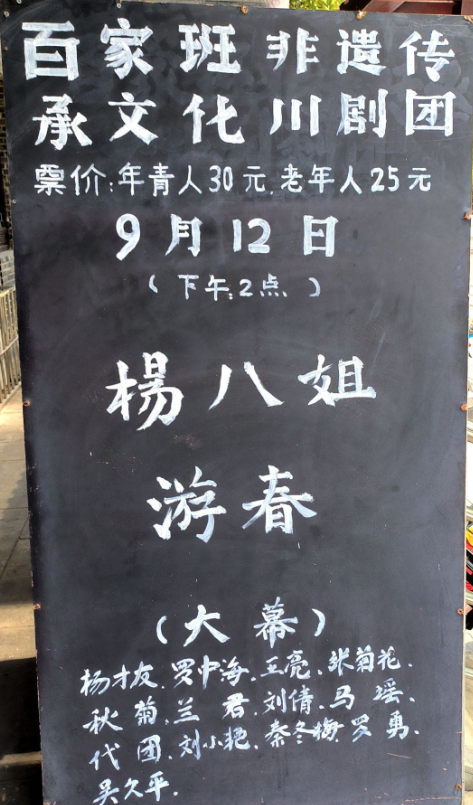 百家班非遗传
承文化川剧团
票价:年青人30元.老年人25元
9月12日
(下午:2点)
楊八姐
游春
(大幕)
杨才友.罗中海.王亮.张菊花.
秋菊.兰君.刘倩.马瑶.
代团.刘小艳.秦冬梅.罗勇.
吴久平.